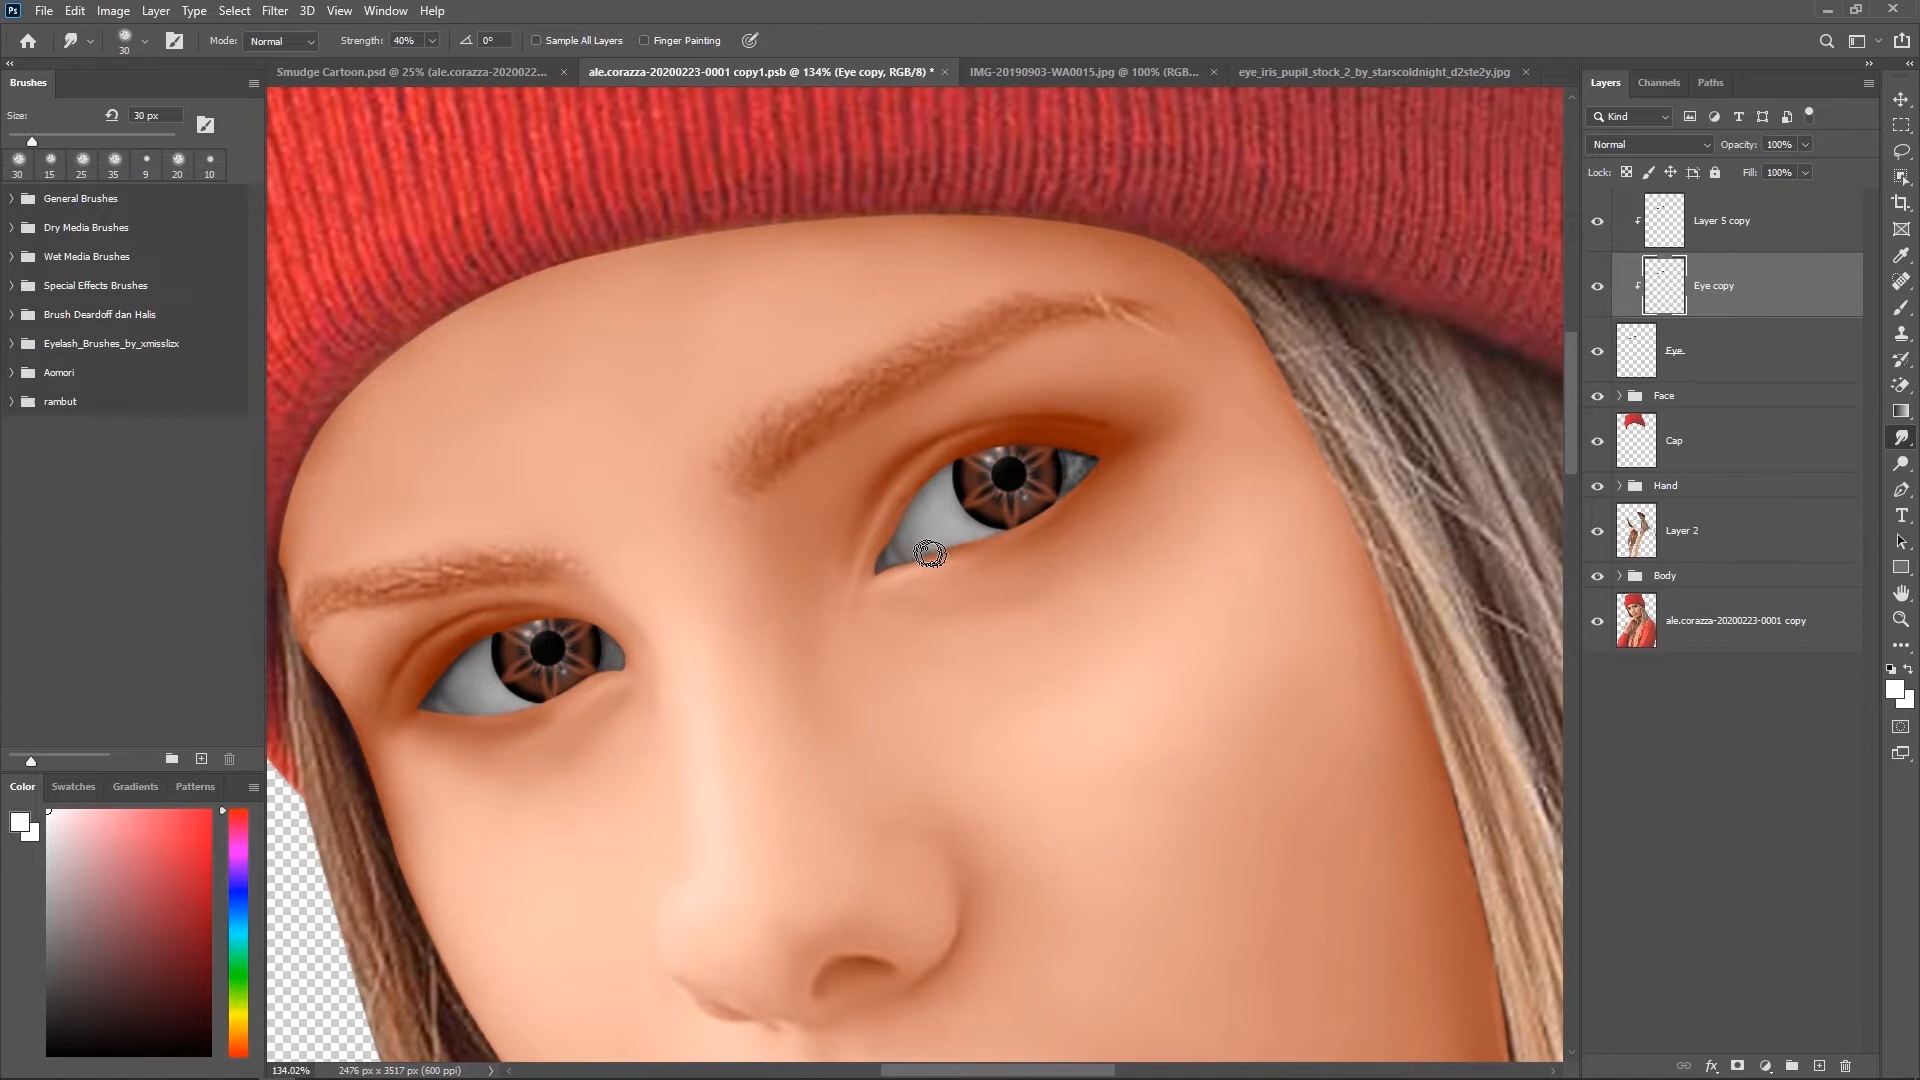 Ps File Edit Image Layer Type Select Filter 3D View Window Help
30 Mode: Normal Strength: 40% 0° Sample All Layers Finger Painting
Brushes
Smudge Cartoon.psd @ 25% (ale.corazza-2020022... ale.corazza-20200223-0001 copy1.psb @ 134% (Eye copy, RGB/8) * IMG-20190903-WA0015.jpg @ 100% (RGB... eye_iris_pupil_stock_2_by_starscoldnight_d2ste2y.jpg
Size: 30 px
30 15 25 35 9 20 10
General Brushes
Dry Media Brushes
Wet Media Brushes
Special Effects Brushes
Brush Deardoff dan Halis
Eyelash_Brushes_by_xmisslizx
Aomori
rambut
Color Swatches Gradients Patterns
134.02% 2476 px x 3517 px (600 ppi)
Layers Channels Paths
Kind
Normal Opacity: 100%
Lock: Fill: 100%
Layer 5 copy
Eye copy
Eye
Face
Cap
Hand
Layer 2
Body
ale.corazza-20200223-0001 copy
fx